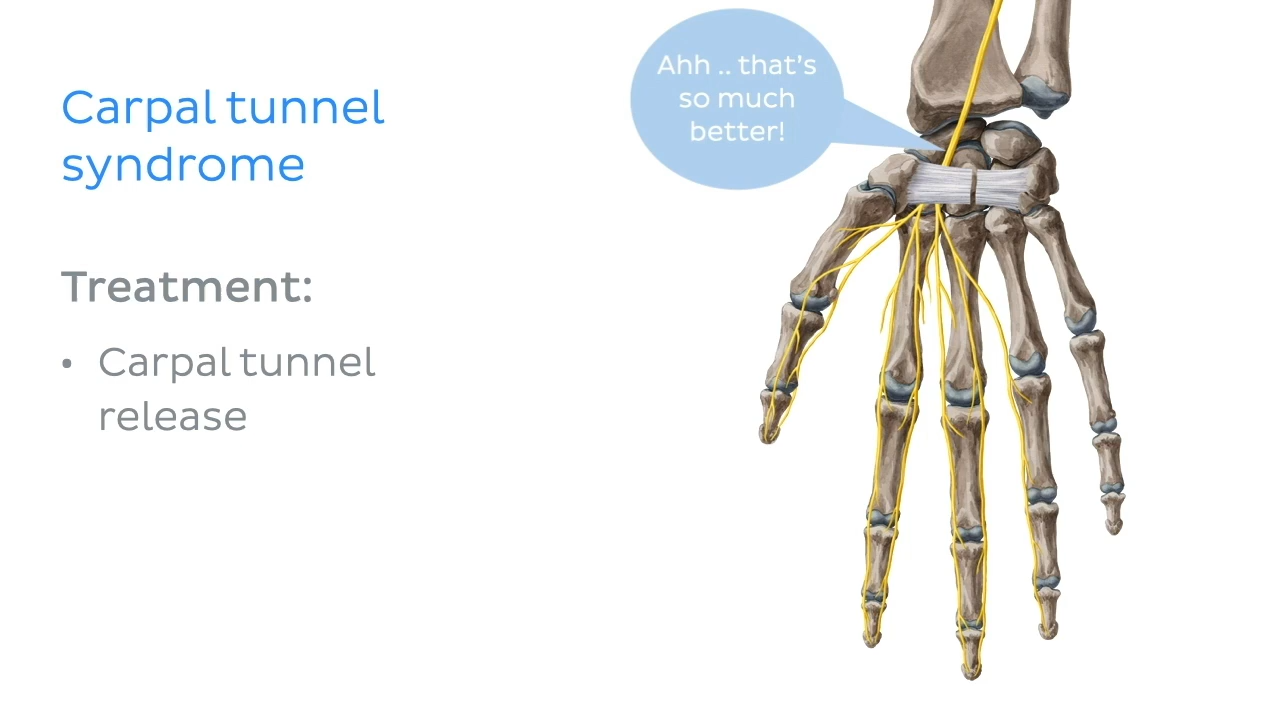 Carpal tunnel
syndrome
Treatment:
• Carpal tunnel
release
Ahh .. that's
so much
better!